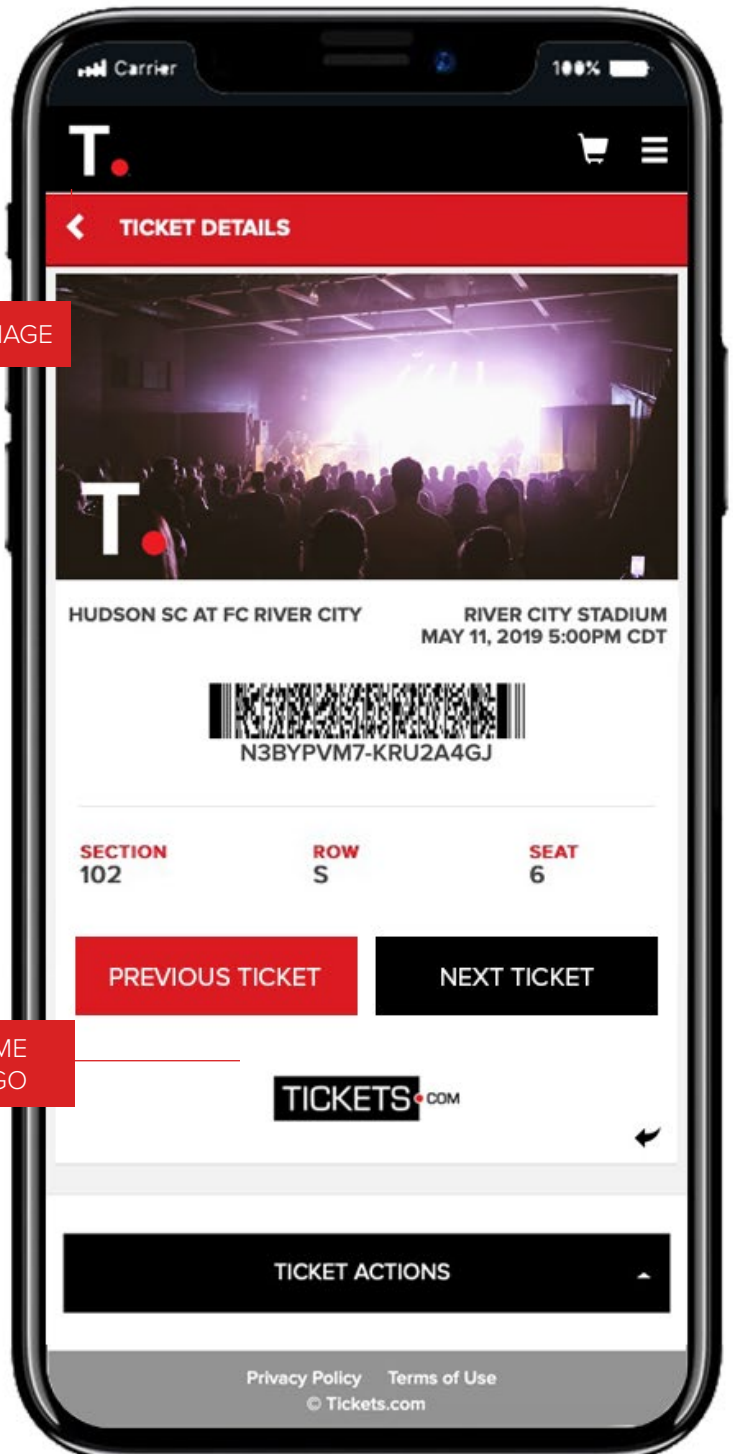 Carrier
100%
T.
TICKET DETAILS
MAGE
T.
HUDSON SC AT FC RIVER CITY
RIVER CITY STADIUM
MAY 11, 2019 5:00PM CDT
N3BYPVM7-KRU2A4GJ
SECTION ROW SEAT
102 S 6
PREVIOUS TICKET NEXT TICKET
ME
GO
TICKETS.COM
TICKET ACTIONS
Privacy Policy Terms of Use
© Tickets.com